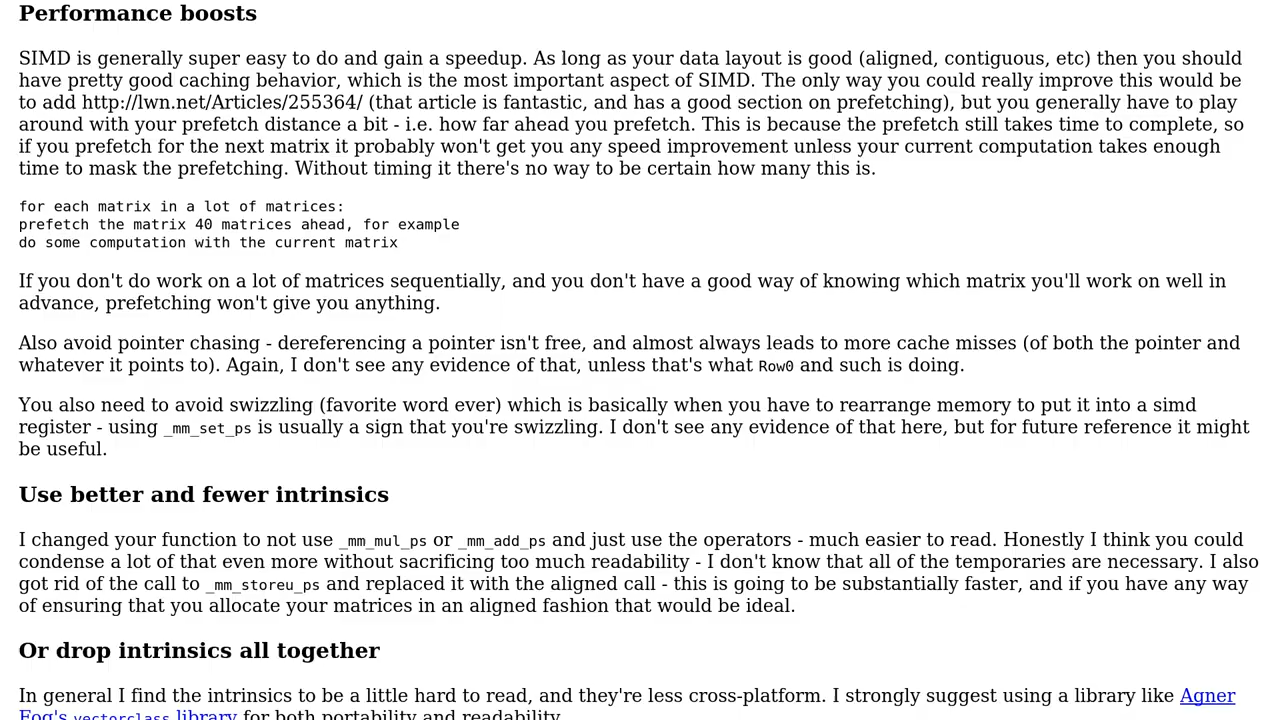 Performance boosts
SIMD is generally super easy to do and gain a speedup. As long as your data layout is good (aligned, contiguous, etc) then you should
have pretty good caching behavior, which is the most important aspect of SIMD. The only way you could really improve this would be
to add http://lwn.net/Articles/255364/ (that article is fantastic, and has a good section on prefetching), but you generally have to play
around with your prefetch distance a bit - i.e. how far ahead you prefetch. This is because the prefetch still takes time to complete, so
if you prefetch for the next matrix it probably won't get you any speed improvement unless your current computation takes enough
time to mask the prefetching. Without timing it there's no way to be certain how many this is.
for each matrix in a lot of matrices:
prefetch the matrix 40 matrices ahead, for example
do some computation with the current matrix
If you don't do work on a lot of matrices sequentially, and you don't have a good way of knowing which matrix you'll work on well in
advance, prefetching won't give you anything.
Also avoid pointer chasing - dereferencing a pointer isn't free, and almost always leads to more cache misses (of both the pointer and
whatever it points to). Again, I don't see any evidence of that, unless that's what Row0 and such is doing.
You also need to avoid swizzling (favorite word ever) which is basically when you have to rearrange memory to put it into a simd
register - using _mm_set_ps is usually a sign that you're swizzling. I don't see any evidence of that here, but for future reference it might
be useful.
Use better and fewer intrinsics
I changed your function to not use _mm_mul_ps or _mm_add_ps and just use the operators - much easier to read. Honestly I think you could
condense a lot of that even more without sacrificing too much readability - I don't know that all of the temporaries are necessary. I also
got rid of the call to _mm_storeu_ps and replaced it with the aligned call - this is going to be substantially faster, and if you have any way
of ensuring that you allocate your matrices in an aligned fashion that would be ideal.
Or drop intrinsics all together
In general I find the intrinsics to be a little hard to read, and they're less cross-platform. I strongly suggest using a library like Agner
Fog's vectorclass library for both portability and readability.